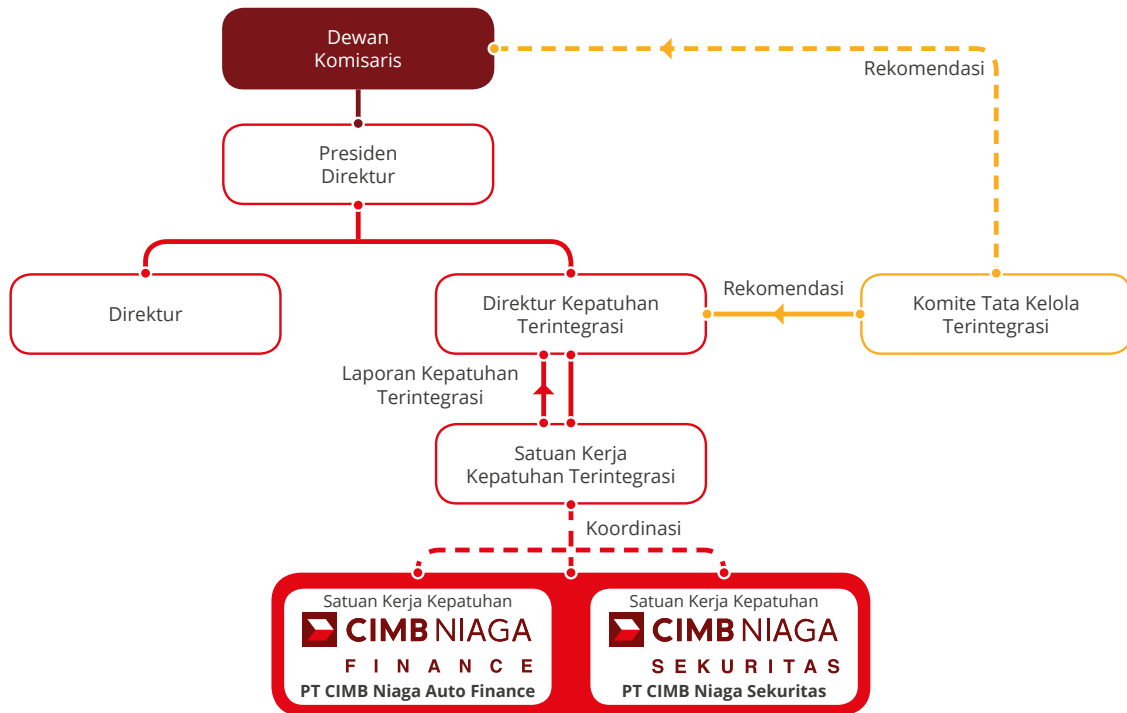 Dewan
Komisaris
Rekomendasi
Presiden
Direktur
Direktur
Direktur Kepatuhan
Terintegrasi
Rekomendasi
Komite Tata Kelola
Terintegrasi
Laporan Kepatuhan
Terintegrasi
Satuan Kerja
Kepatuhan Terintegrasi
Koordinasi
Satuan Kerja Kepatuhan
CIMB NIAGA
FINANCE
PT CIMB Niaga Auto Finance
Satuan Kerja Kepatuhan
CIMB NIAGA
SEKURITAS
PT CIMB Niaga Sekuritas